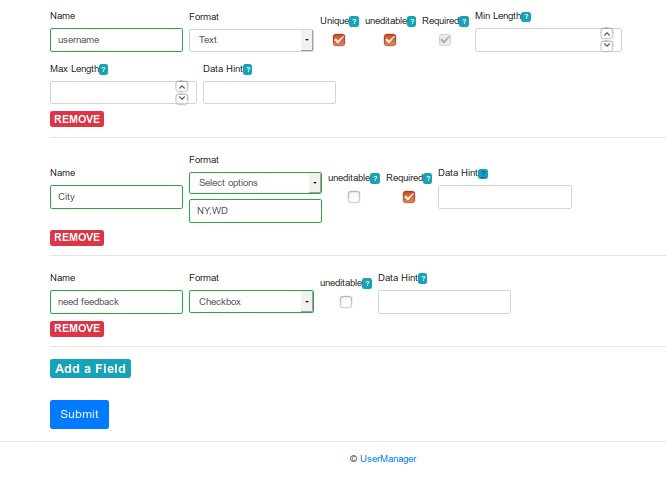 Name Format Unique? uneditable? Required? Min Length?
username Text
Max Length? Data Hint?
REMOVE
Format
Name uneditable? Required? Data Hint?
Select options
City
NY,WD
REMOVE
Name Format uneditable? Data Hint?
need feedback Checkbox
REMOVE
Add a Field
Submit
© UserManager